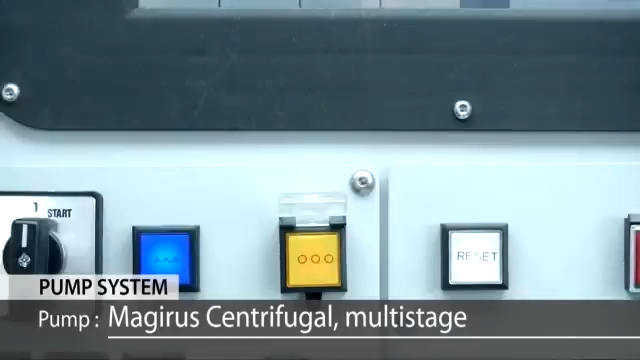 1 START
RESET
PUMP SYSTEM
Pump : Magirus Centrifugal, multistage